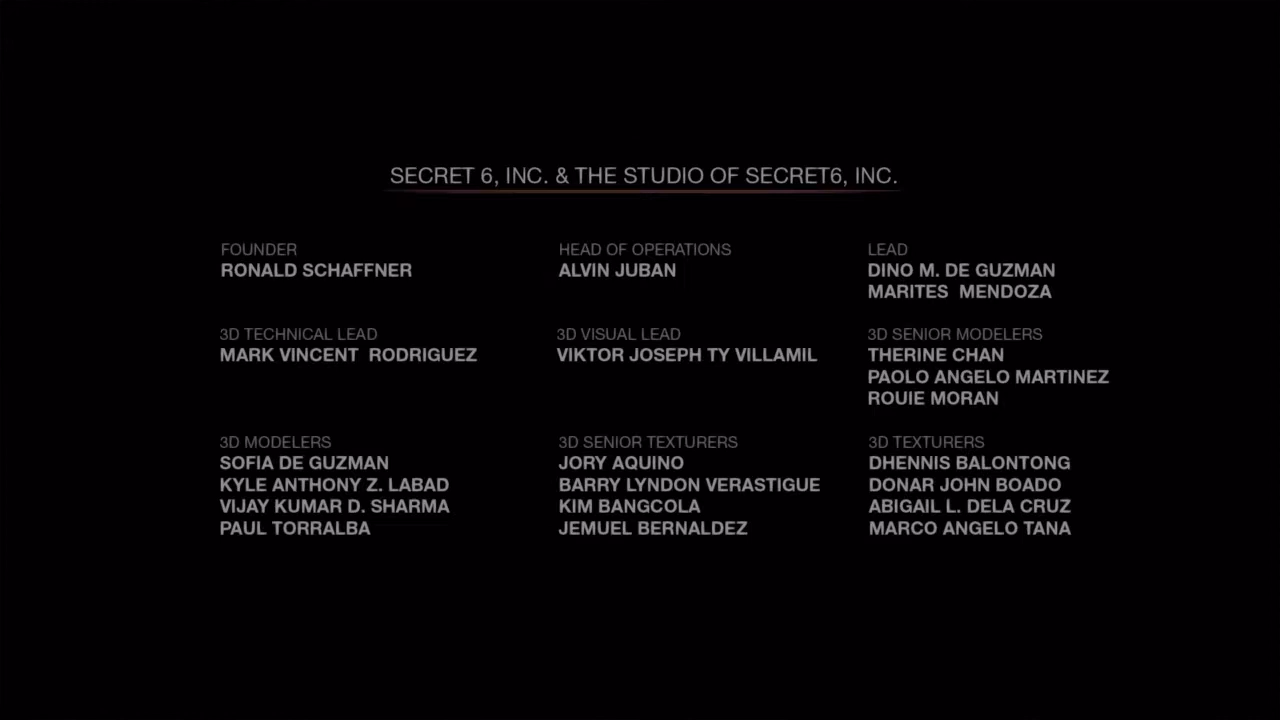 SECRET 6, INC. & THE STUDIO OF SECRET6, INC.
FOUNDER
RONALD SCHAFFNER
HEAD OF OPERATIONS
ALVIN JUBAN
LEAD
DINO M. DE GUZMAN
MARITES  MENDOZA
3D TECHNICAL LEAD
MARK VINCENT  RODRIGUEZ
3D VISUAL LEAD
VIKTOR JOSEPH TY VILLAMIL
3D SENIOR MODELERS
THERINE CHAN
PAOLO ANGELO MARTINEZ
ROUIE MORAN
3D MODELERS
SOFIA DE GUZMAN
KYLE ANTHONY Z. LABAD
VIJAY KUMAR D. SHARMA
PAUL TORRALBA
3D SENIOR TEXTURERS
JORY AQUINO
BARRY LYNDON VERASTIGUE
KIM BANGCOLA
JEMUEL BERNALDEZ
3D TEXTURERS
DHENNIS BALONTONG
DONAR JOHN BOADO
ABIGAIL L. DELA CRUZ
MARCO ANGELO TANA